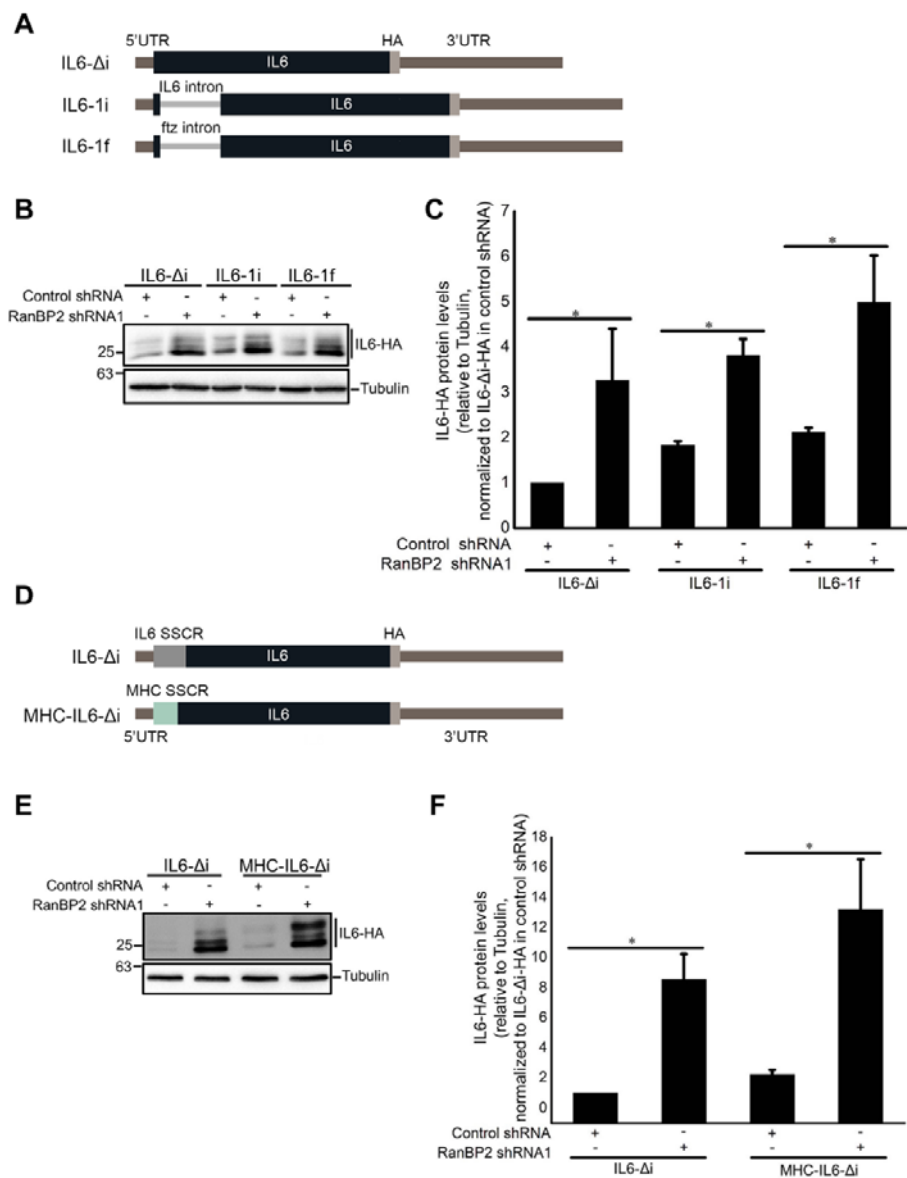 A
5'UTR HA 3'UTR
IL6-Δi IL6
IL6 intron
IL6-1i IL6
ftz intron
IL6-1f IL6
B
IL6-Δi IL6-1i IL6-1f
Control shRNA + - + - + -
RanBP2 shRNA1 - + - + - +
IL6-HA
25
63
Tubulin
C
IL6-HA protein levels
(relative to Tubulin,
normalized to IL6-Δi-HA in control shRNA)
7
6
5
4
3
2
1
0
* * *
Control shRNA + - + - + -
RanBP2 shRNA1 - + - + - +
IL6-Δi IL6-1i IL6-1f
D
IL6 SSCR HA
IL6-Δi IL6
MHC SSCR
MHC-IL6-Δi IL6
5'UTR 3'UTR
E
IL6-Δi MHC-IL6-Δi
Control shRNA + - + -
RanBP2 shRNA1 - + - +
IL6-HA
25
63
Tubulin
F
IL6-HA protein levels
(relative to Tubulin,
normalized to IL6-Δi-HA in control shRNA)
18
16
14
12
10
8
6
4
2
0
* *
Control shRNA + - + -
RanBP2 shRNA1 - + - +
IL6-Δi MHC-IL6-Δi